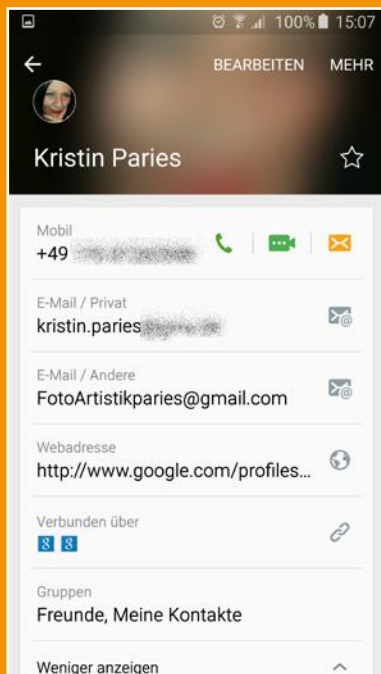 100% 15:07
BEARBEITEN MEHR
Kristin Paries
Mobil
+49
E-Mail / Privat
kristin.paries
E-Mail / Andere
FotoArtistikparies@gmail.com
Webadresse
http://www.google.com/profiles...
Verbunden über
8 8
Gruppen
Freunde, Meine Kontakte
Weniger anzeigen